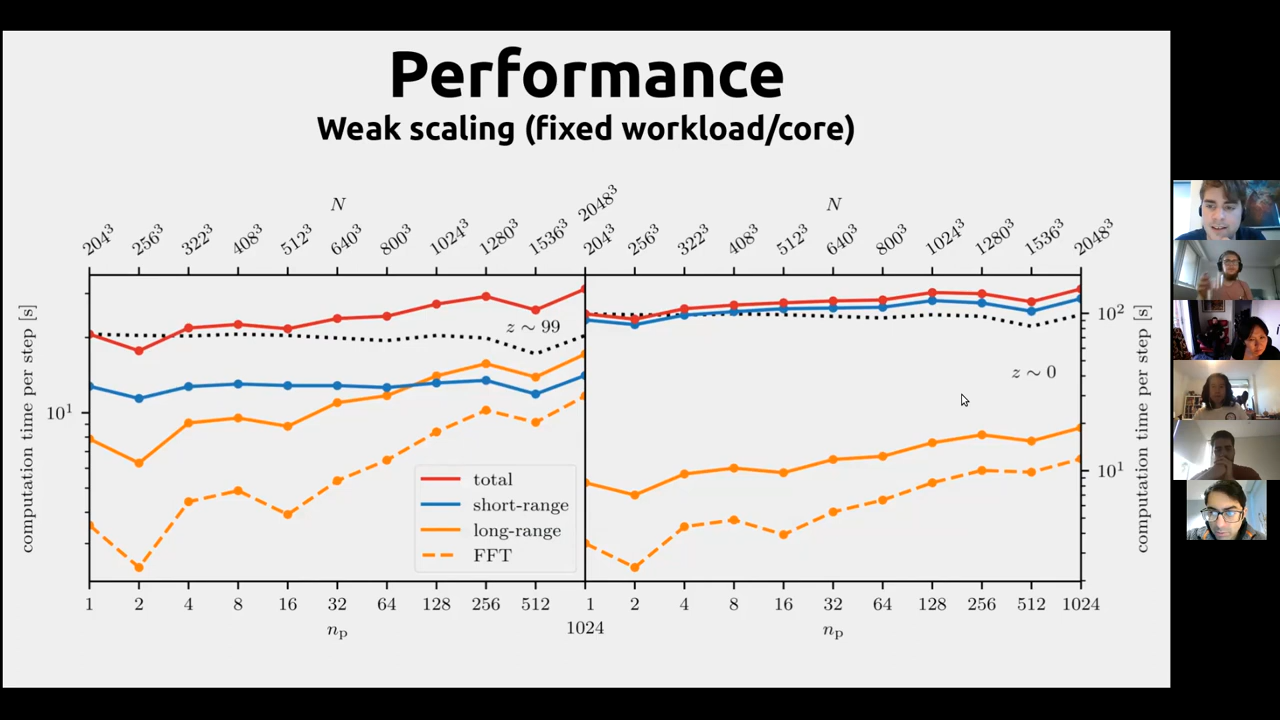 Performance
Weak scaling (fixed workload/core)
N
N
204³ 256³ 322³ 408³ 512³ 640³ 800³ 1024³ 1280³ 1536³ 2048³
204³ 256³ 322³ 408³ 512³ 640³ 800³ 1024³ 1280³ 1536³ 2048³
computation time per step [s]
10¹
z ~ 99
total
short-range
long-range
FFT
z ~ 0
10²
10¹
computation time per step [s]
1 2 4 8 16 32 64 128 256 512 1024
1 2 4 8 16 32 64 128 256 512 1024
nₚ
nₚ